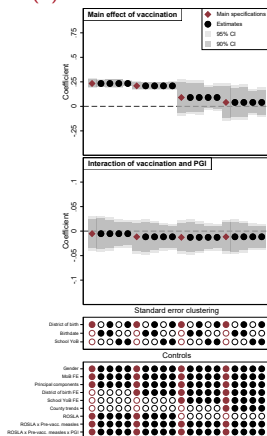 Main effect of vaccination
Main specifications
Estimates
95% CI
90% CI
Coefficient
.75
.5
.25
0
-.25
Interaction of vaccination and PGI
Coefficient
.1
.05
0
-.05
-.1
Standard error clustering
District of birth
Birthdate
School YoB
Controls
Gender
MoB FE
Principal components
District of birth FE
School YoB FE
County trends
ROSLA
ROSLA x Pre-vacc. measles
ROSLA x Pre-vacc. measles x PGI